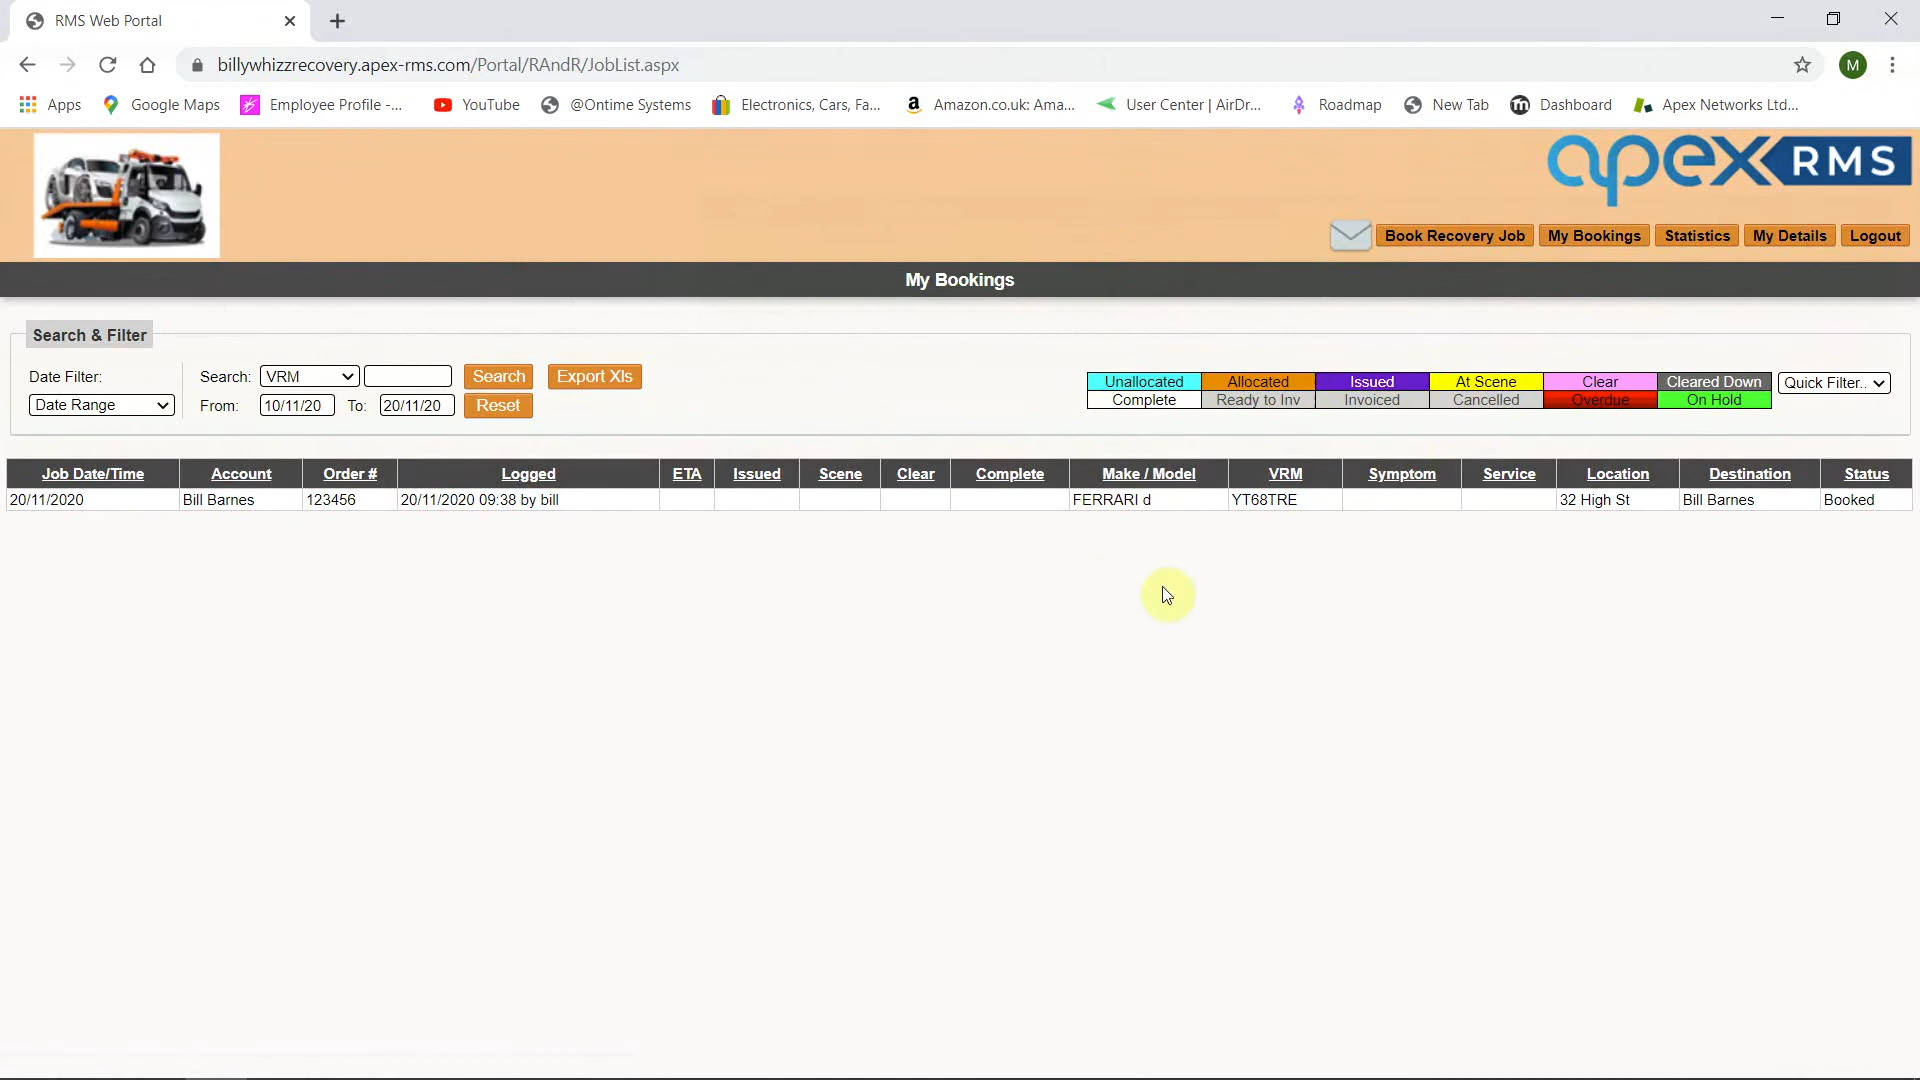 RMS Web Portal
billywhizzrecovery.apex-rms.com/Portal/RAndR/JobList.aspx
M
Apps Google Maps Employee Profile -... YouTube @Ontime Systems Electronics, Cars, Fa... Amazon.co.uk: Ama... User Center | AirDr... Roadmap New Tab Dashboard Apex Networks Ltd...
apex RMS
Book Recovery Job My Bookings Statistics My Details Logout
My Bookings
Search & Filter
Date Filter: Search: VRM Search Export Xls
Date Range From: 10/11/20 To: 20/11/20 Reset
Unallocated Allocated Issued At Scene Clear Cleared Down Quick Filter..
Complete Ready to Inv Invoiced Cancelled Overdue On Hold
Job Date/Time Account Order # Logged ETA Issued Scene Clear Complete Make / Model VRM Symptom Service Location Destination Status
20/11/2020 Bill Barnes 123456 20/11/2020 09:38 by bill FERRARI d YT68TRE 32 High St Bill Barnes Booked